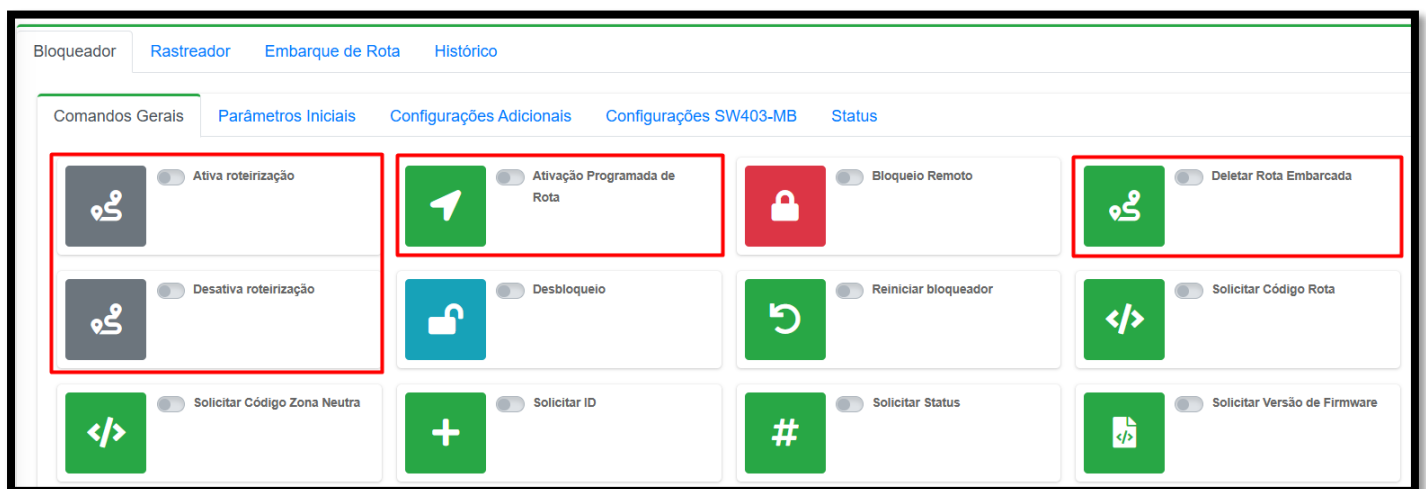 Bloqueador Rastreador Embarque de Rota Histórico
Comandos Gerais Parâmetros Iniciais Configurações Adicionais Configurações SW403-MB Status
Ativa roteirização
Ativação Programada de
Rota
Bloqueio Remoto
Deletar Rota Embarcada
Desativa roteirização
Desbloqueio
Reiniciar bloqueador
Solicitar Código Rota
Solicitar Código Zona Neutra
Solicitar ID
Solicitar Status
Solicitar Versão de Firmware